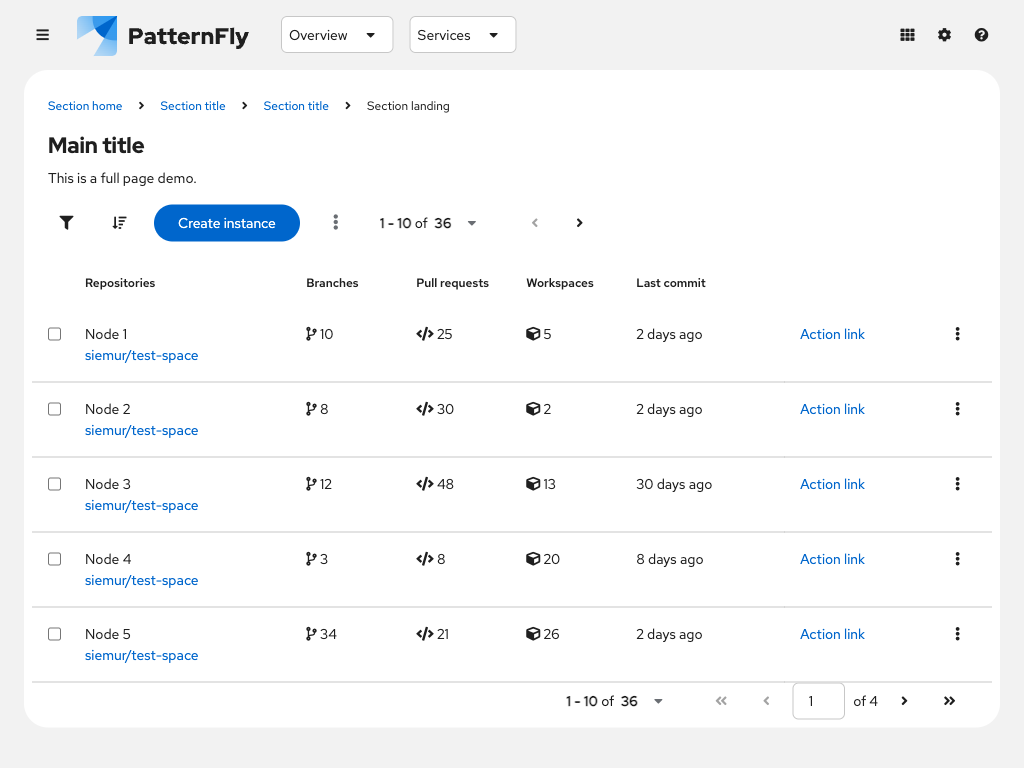 PatternFly Overview Services
Section home Section title Section title Section landing
Main title
This is a full page demo.
Create instance 1 - 10 of 36
Repositories Branches Pull requests Workspaces Last commit
Node 1 10 25 5 2 days ago Action link
siemur/test-space
Node 2 8 30 2 2 days ago Action link
siemur/test-space
Node 3 12 48 13 30 days ago Action link
siemur/test-space
Node 4 3 8 20 8 days ago Action link
siemur/test-space
Node 5 34 21 26 2 days ago Action link
siemur/test-space
1 - 10 of 36 1 of 4